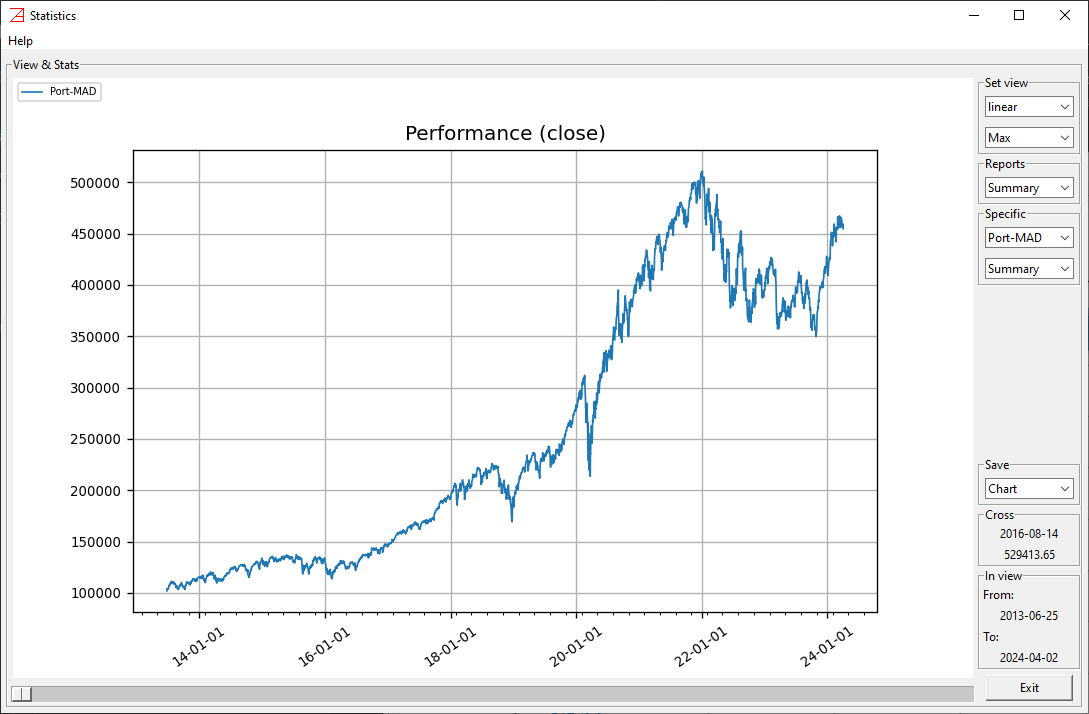 Statistics
Help
View & Stats
Port-MAD
Performance (close)
500000
450000
400000
350000
300000
250000
200000
150000
100000
14-01-01
16-01-01
18-01-01
20-01-01
22-01-01
24-01-01
Set view
linear
Max
Reports
Summary
Specific
Port-MAD
Summary
Save
Chart
Cross
2016-08-14
529413.65
In view
From:
2013-06-25
To:
2024-04-02
Exit